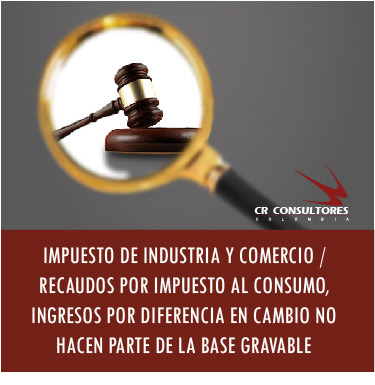 CR CONSULTORES
COLOMBIA
IMPUESTO DE INDUSTRIA Y COMERCIO /
RECAUDOS POR IMPUESTO AL CONSUMO,
INGRESOS POR DIFERENCIA EN CAMBIO NO
HACEN PARTE DE LA BASE GRAVABLE